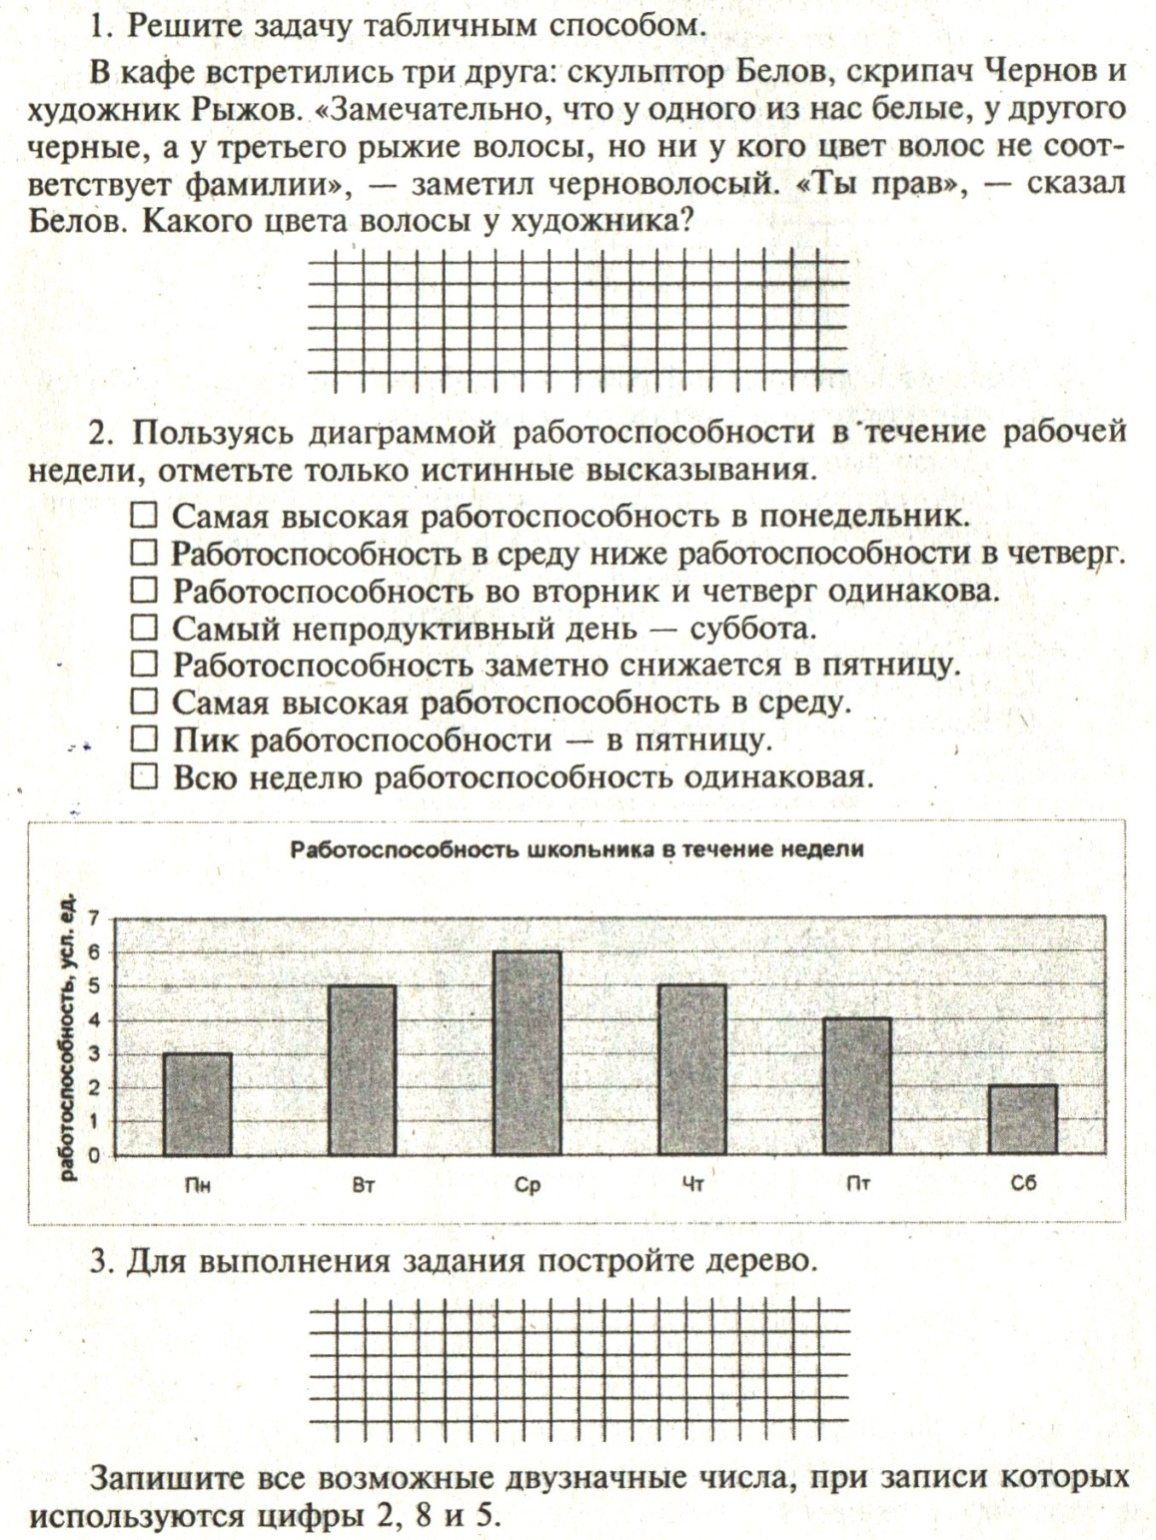 1. Решите задачу табличным способом.
В кафе встретились три друга: скульптор Белов, скрипач Чернов и
художник Рыжов. «Замечательно, что у одного из нас белые, у другого
черные, а у третьего рыжие волосы, но ни у кого цвет волос не соот-
ветствует фамилии», — заметил черноволосый. «Ты прав», — сказал
Белов. Какого цвета волосы у художника?
2. Пользуясь диаграммой работоспособности в течение рабочей
недели, отметьте только истинные высказывания.
Самая высокая работоспособность в понедельник.
Работоспособность в среду ниже работоспособности в четверг.
Работоспособность во вторник и четверг одинакова.
Самый непродуктивный день — суббота.
Работоспособность заметно снижается в пятницу.
Самая высокая работоспособность в среду.
Пик работоспособности — в пятницу.
Всю неделю работоспособность одинаковая.
Работоспособность школьника в течение недели
работоспособность, усл. ед.
7
6
5
4
3
2
1
0
Пн Вт Ср Чт Пт Сб
3. Для выполнения задания постройте дерево.
Запишите все возможные двузначные числа, при записи которых
используются цифры 2, 8 и 5.